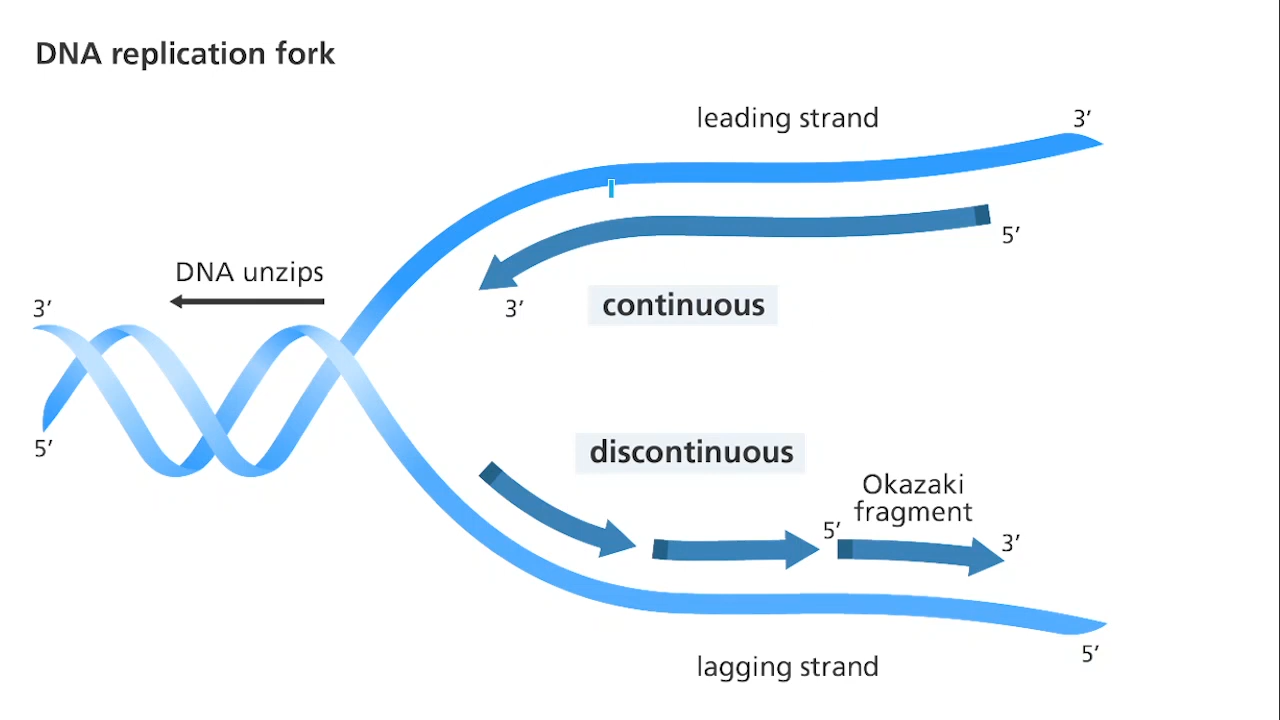 DNA replication fork
leading strand
3’
5’
DNA unzips
3’
3’
continuous
5’
discontinuous
Okazaki
fragment
5’
3’
5’
lagging strand